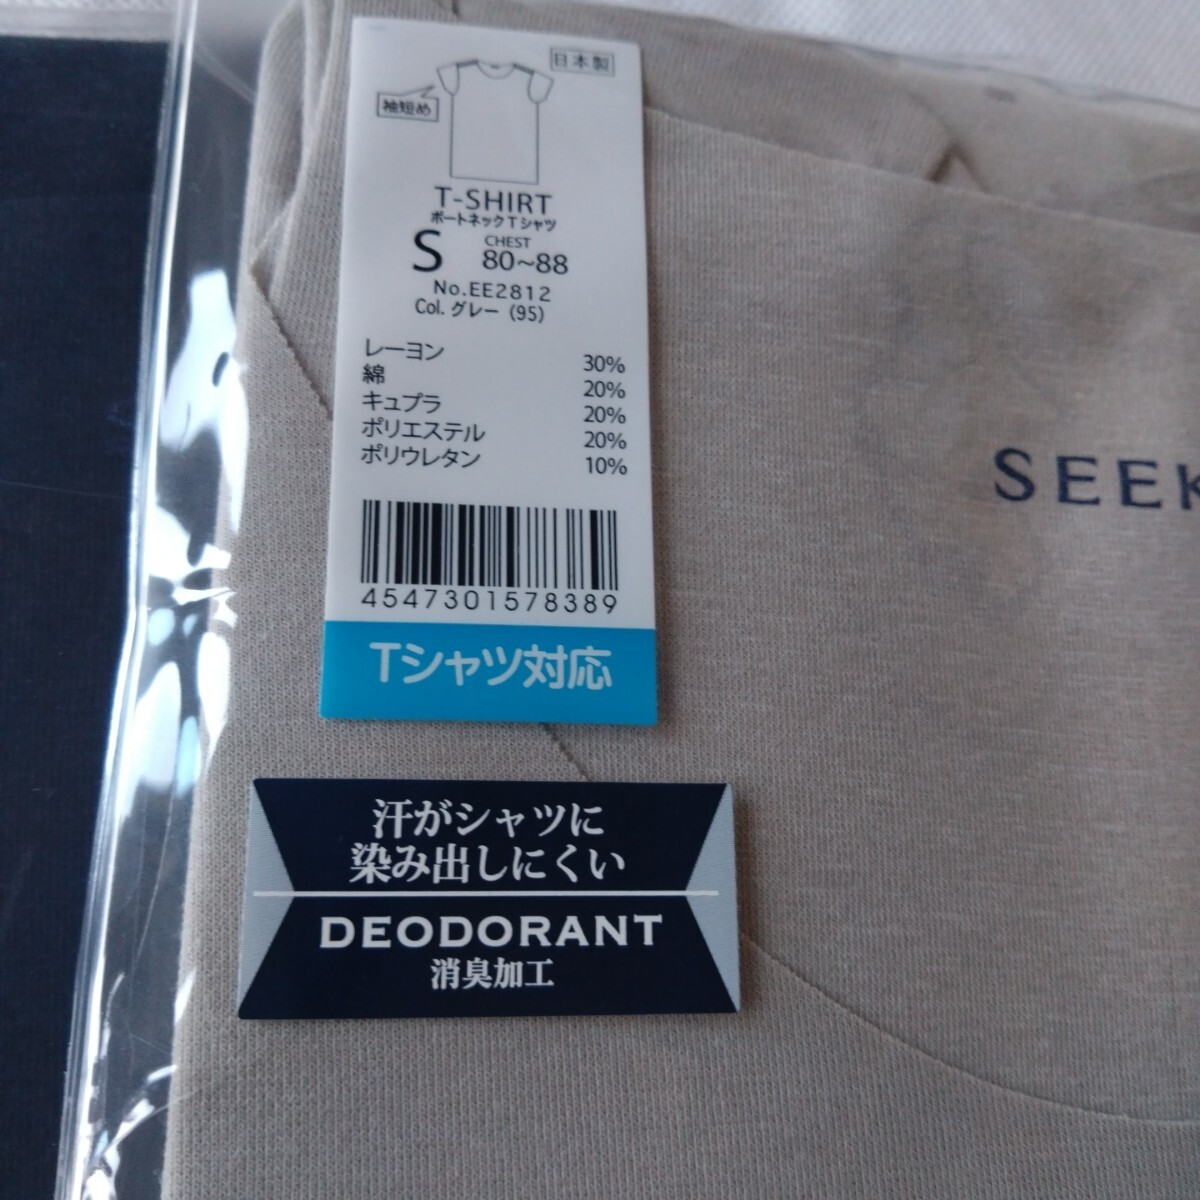 日本製
袖短め
T-SHIRT
ボートネックTシャツ
S CHEST 80~88
No.EE2812
Col. グレー (95)
レーヨン 30%
綿 20%
キュプラ 20%
ポリエステル 20%
ポリウレタン 10%
4547301578389
Tシャツ対応
SEEK
汗がシャツに
染み出しにくい
DEODORANT
消臭加工